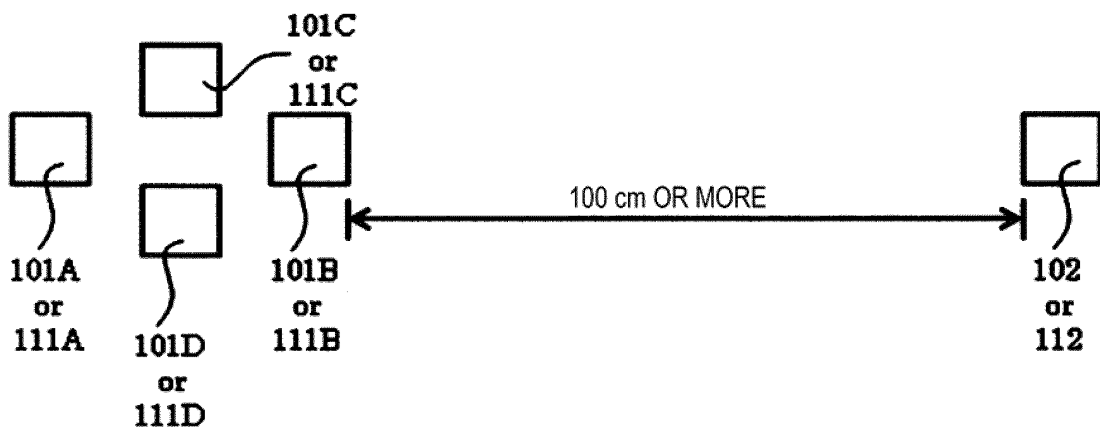 101C
or
111C
100 cm OR MORE
101A
or
111A
101D
or
111D
101B
or
111B
102
or
112